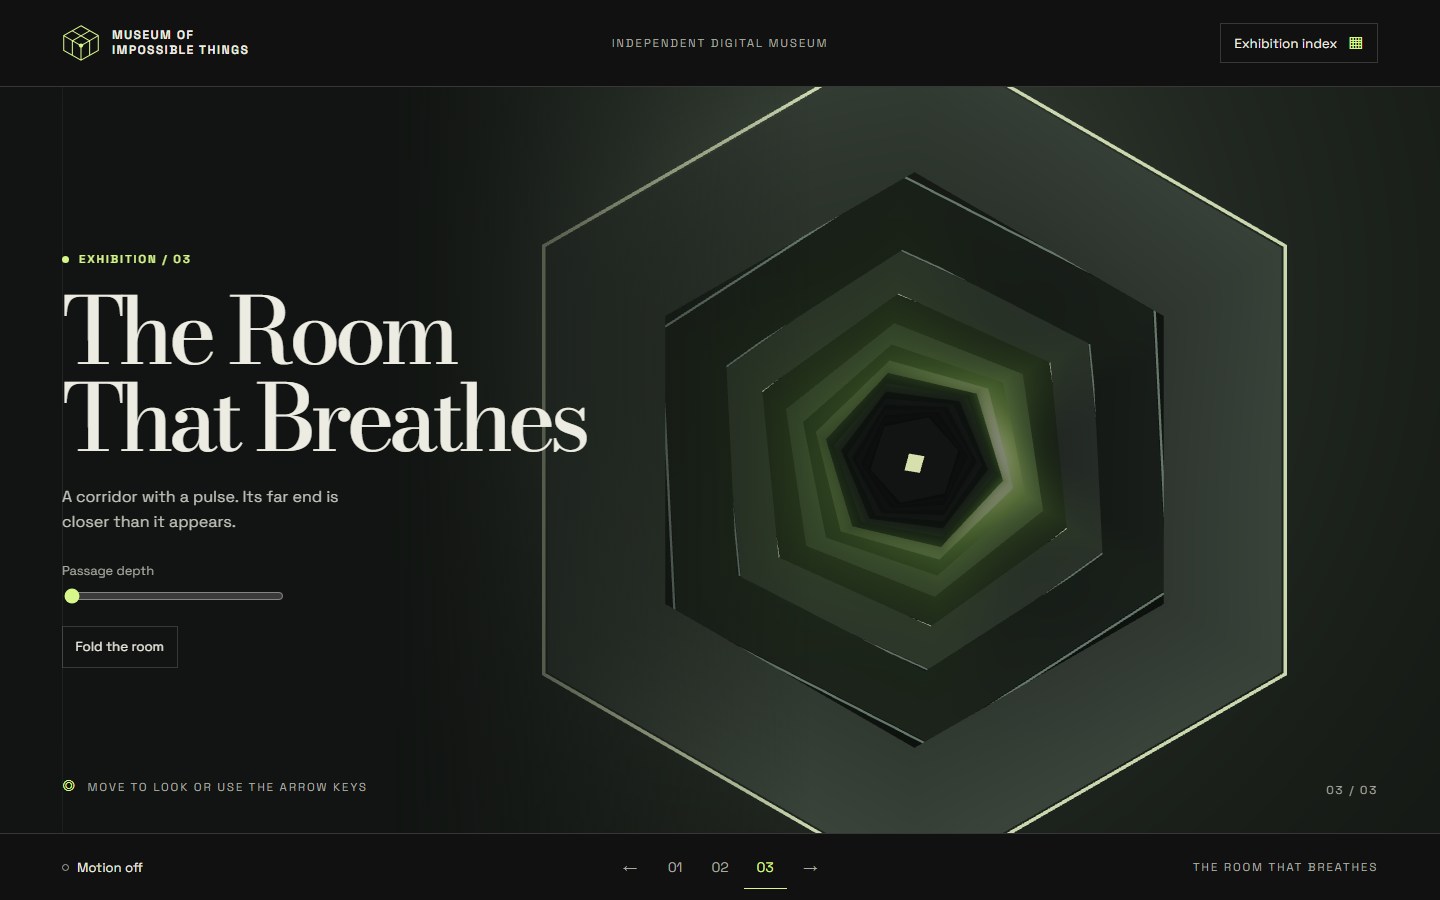 MUSEUM OF
IMPOSSIBLE THINGS
INDEPENDENT DIGITAL MUSEUM
Exhibition index
EXHIBITION / 03
The Room
That Breathes
A corridor with a pulse. Its far end is
closer than it appears.
Passage depth
Fold the room
MOVE TO LOOK OR USE THE ARROW KEYS
03 / 03
Motion off
← 01 02 03 →
THE ROOM THAT BREATHES